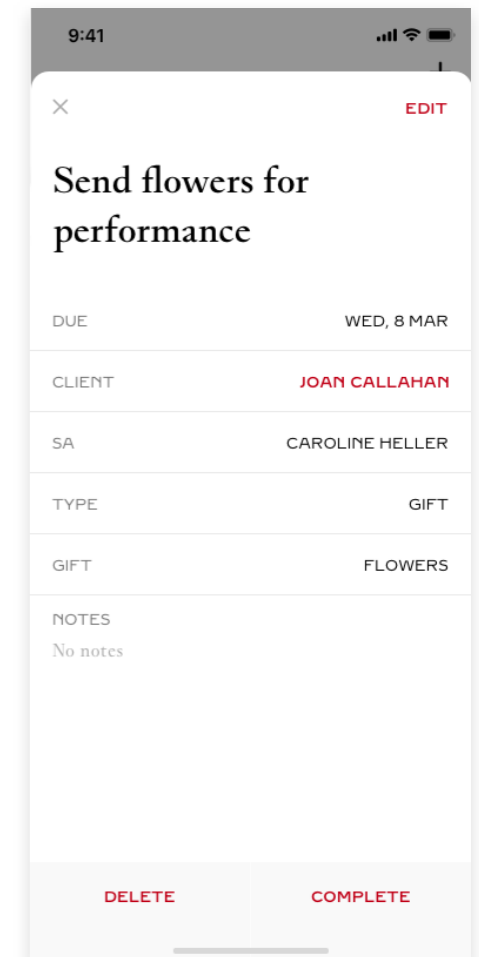 9:41
EDIT
Send flowers for
performance
DUE WED, 8 MAR
CLIENT JOAN CALLAHAN
SA CAROLINE HELLER
TYPE GIFT
GIFT FLOWERS
NOTES
No notes
DELETE COMPLETE